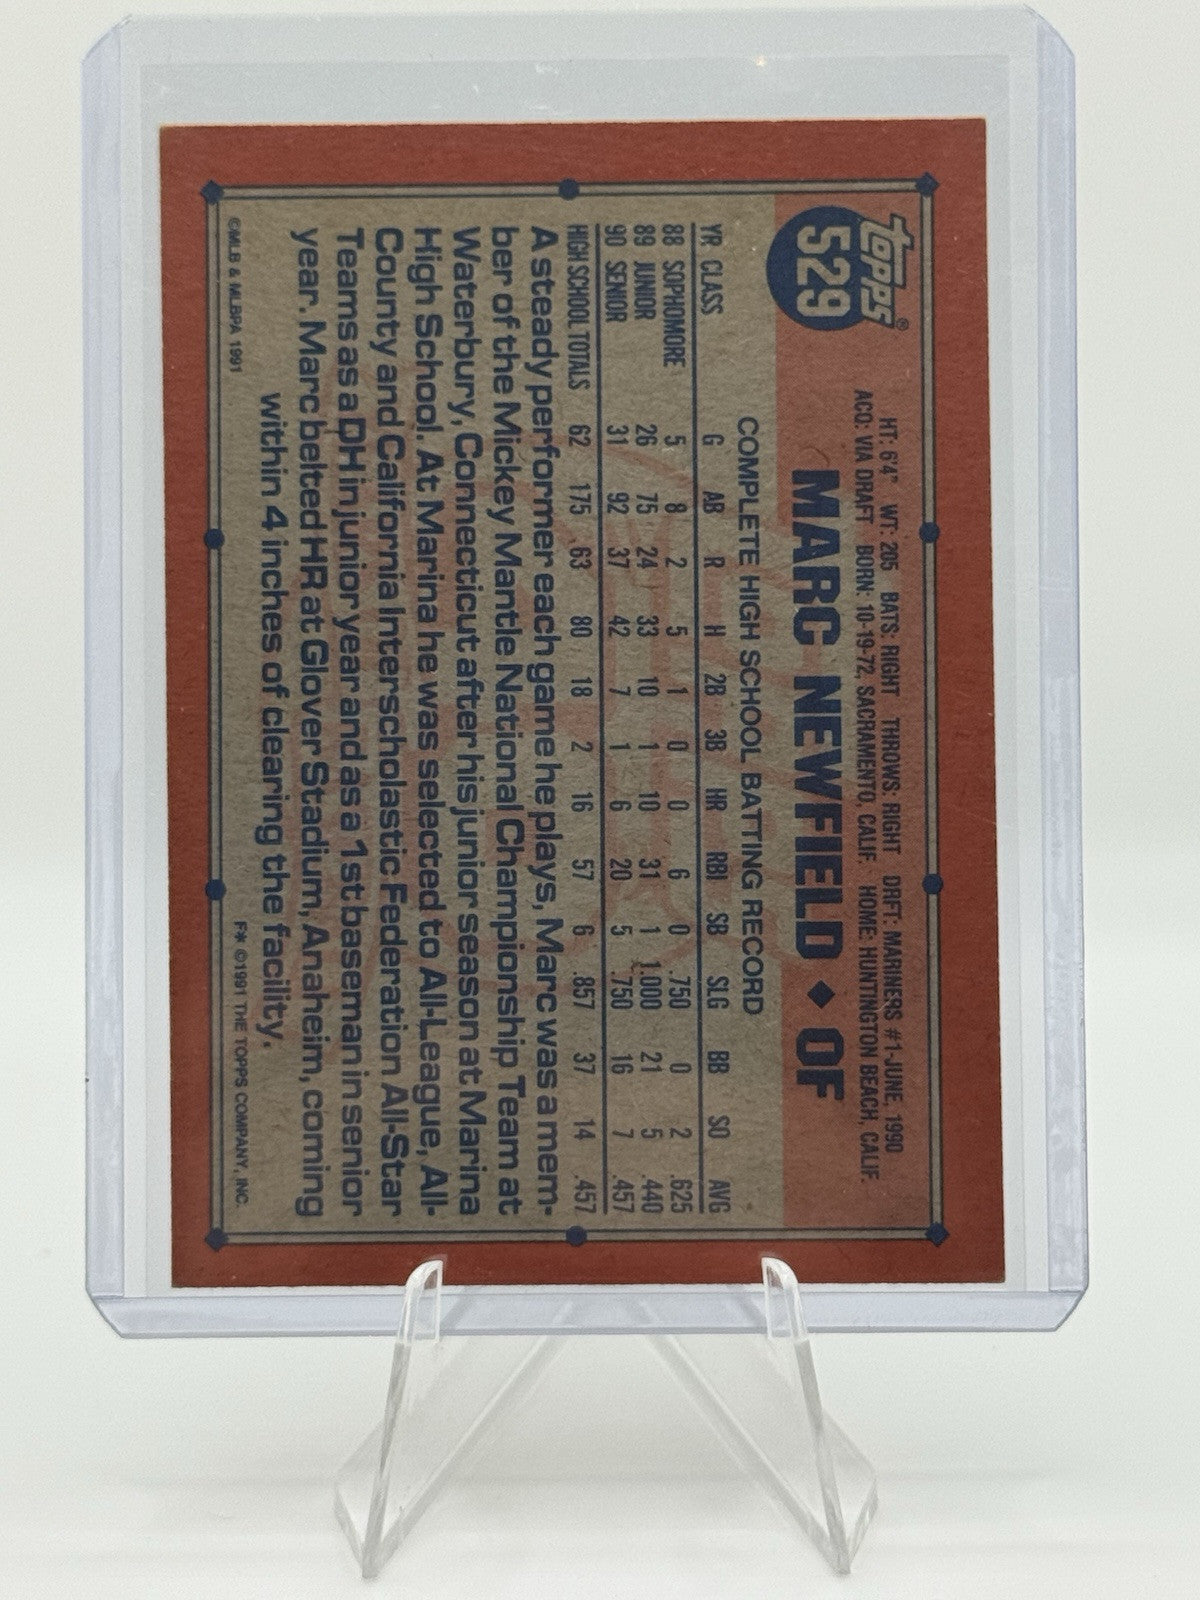 topps®
529
HT: 6'4" WT: 205 BATS: RIGHT THROWS: RIGHT DRFT: MARINERS #1-JUNE, 1990
ACQ: VIA DRAFT BORN: 10-19-72, SACRAMENTO, CALIF. HOME: HUNTINGTON BEACH, CALIF.
MARC NEWFIELD ◆ OF
COMPLETE HIGH SCHOOL BATTING RECORD
YR CLASS G AB R H 2B 3B HR RBI SB SLG BB SO AVG
88 SOPHOMORE 5 8 2 5 1 0 0 6 0 .750 0 2 .625
89 JUNIOR 26 75 24 33 10 1 10 31 1 1.000 21 5 .440
90 SENIOR 31 92 37 42 7 1 6 20 5 .750 16 7 .457
HIGH SCHOOL TOTALS 62 175 63 80 18 2 16 57 6 .857 37 14 .457
A steady performer each game he plays, Marc was a mem-
ber of the Mickey Mantle National Championship Team at
Waterbury, Connecticut after his junior season at Marina
High School. At Marina he was selected to All-League, All-
County and California Interscholastic Federation All-Star
Teams as a DH in junior year and as a 1st baseman in senior
year. Marc belted HR at Glover Stadium, Anaheim, coming
within 4 inches of clearing the facility.
©MLB & MLBPA 1991 F* ©1991 THE TOPPS COMPANY, INC.